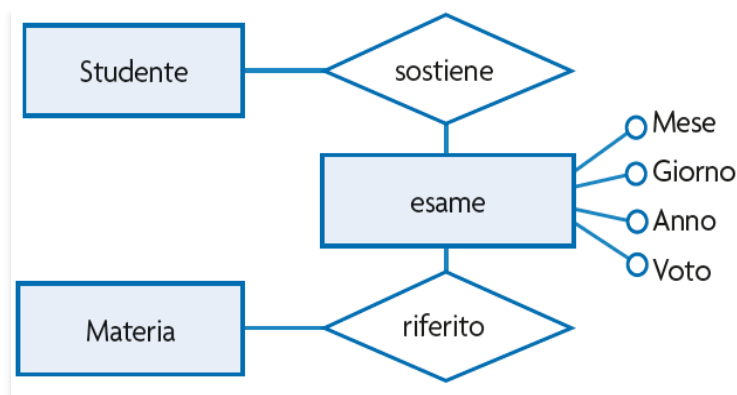 Studente
sostiene
Mese
Giorno
esame
Anno
Voto
Materia
riferito